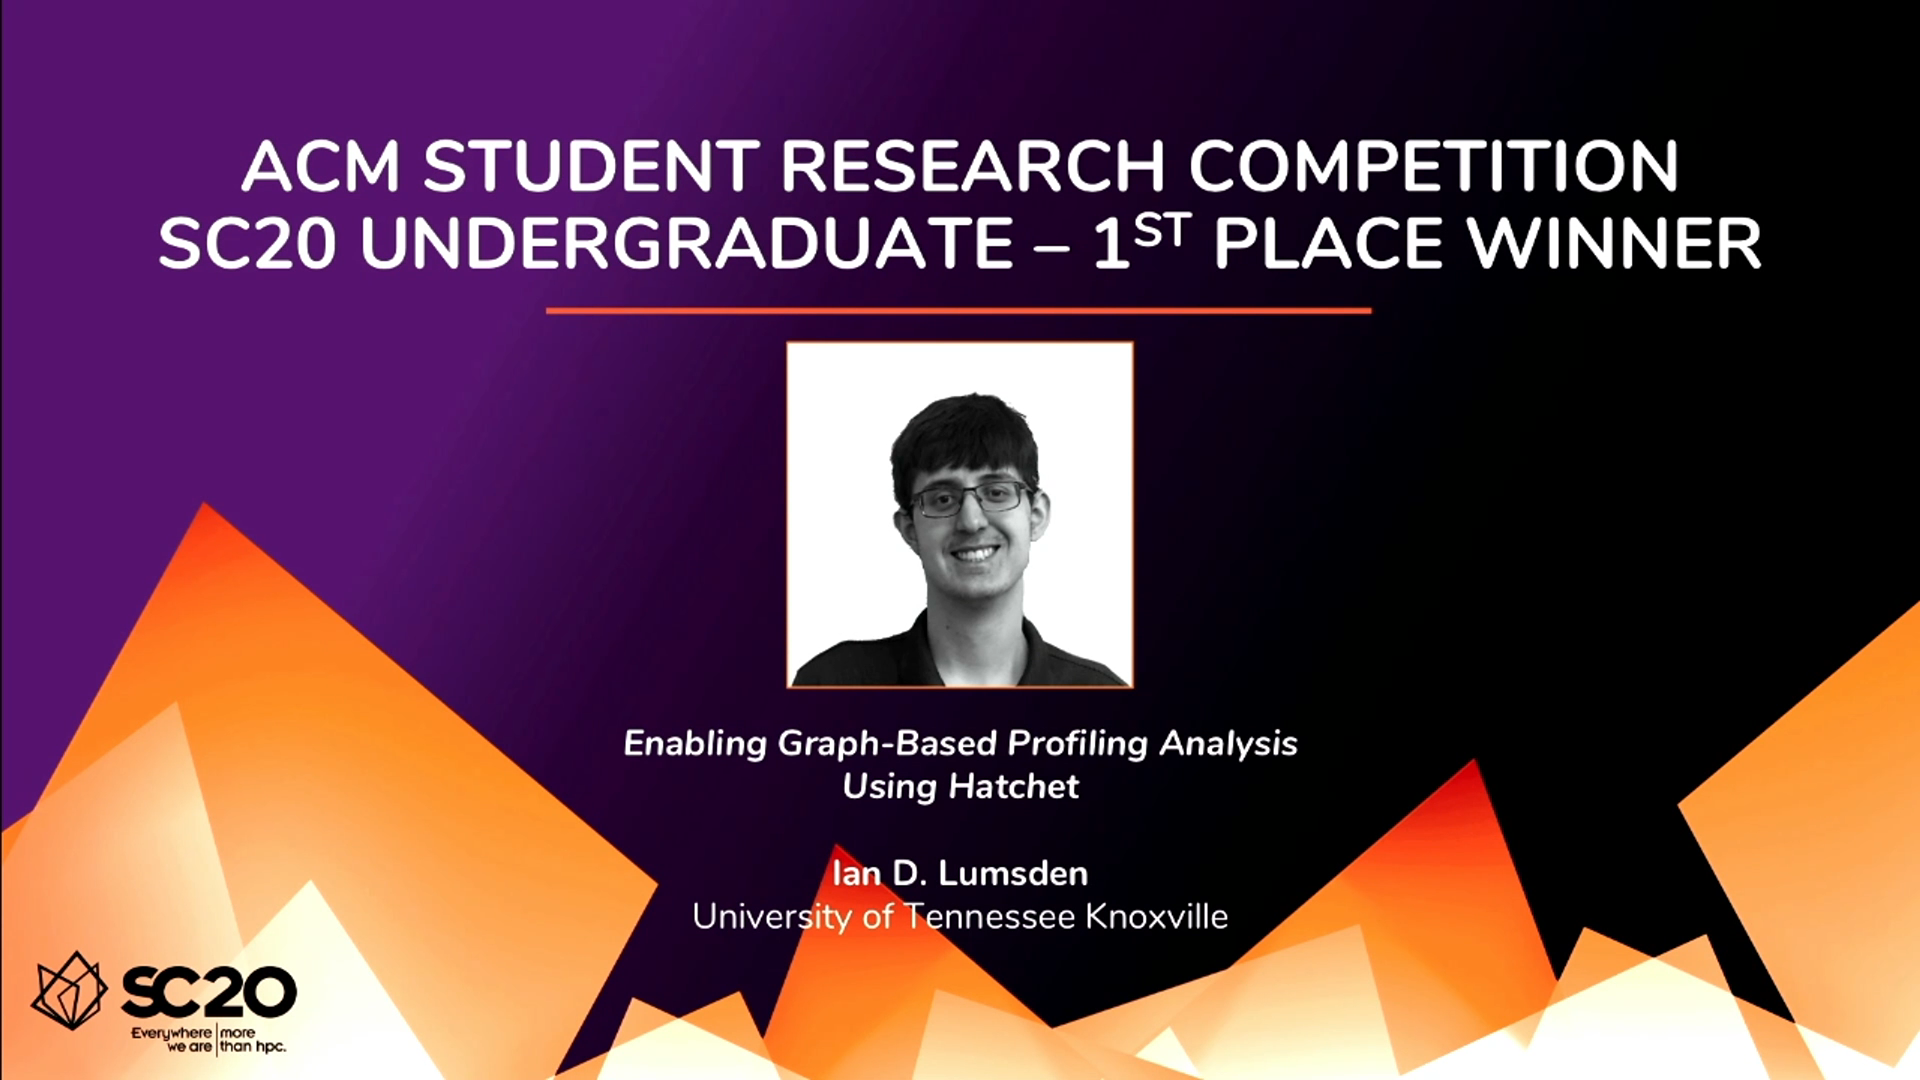 ACM STUDENT RESEARCH COMPETITION
SC20 UNDERGRADUATE – 1ST PLACE WINNER
Enabling Graph-Based Profiling Analysis
Using Hatchet
Ian D. Lumsden
University of Tennessee Knoxville
SC20
Everywhere more
we are than hpc.